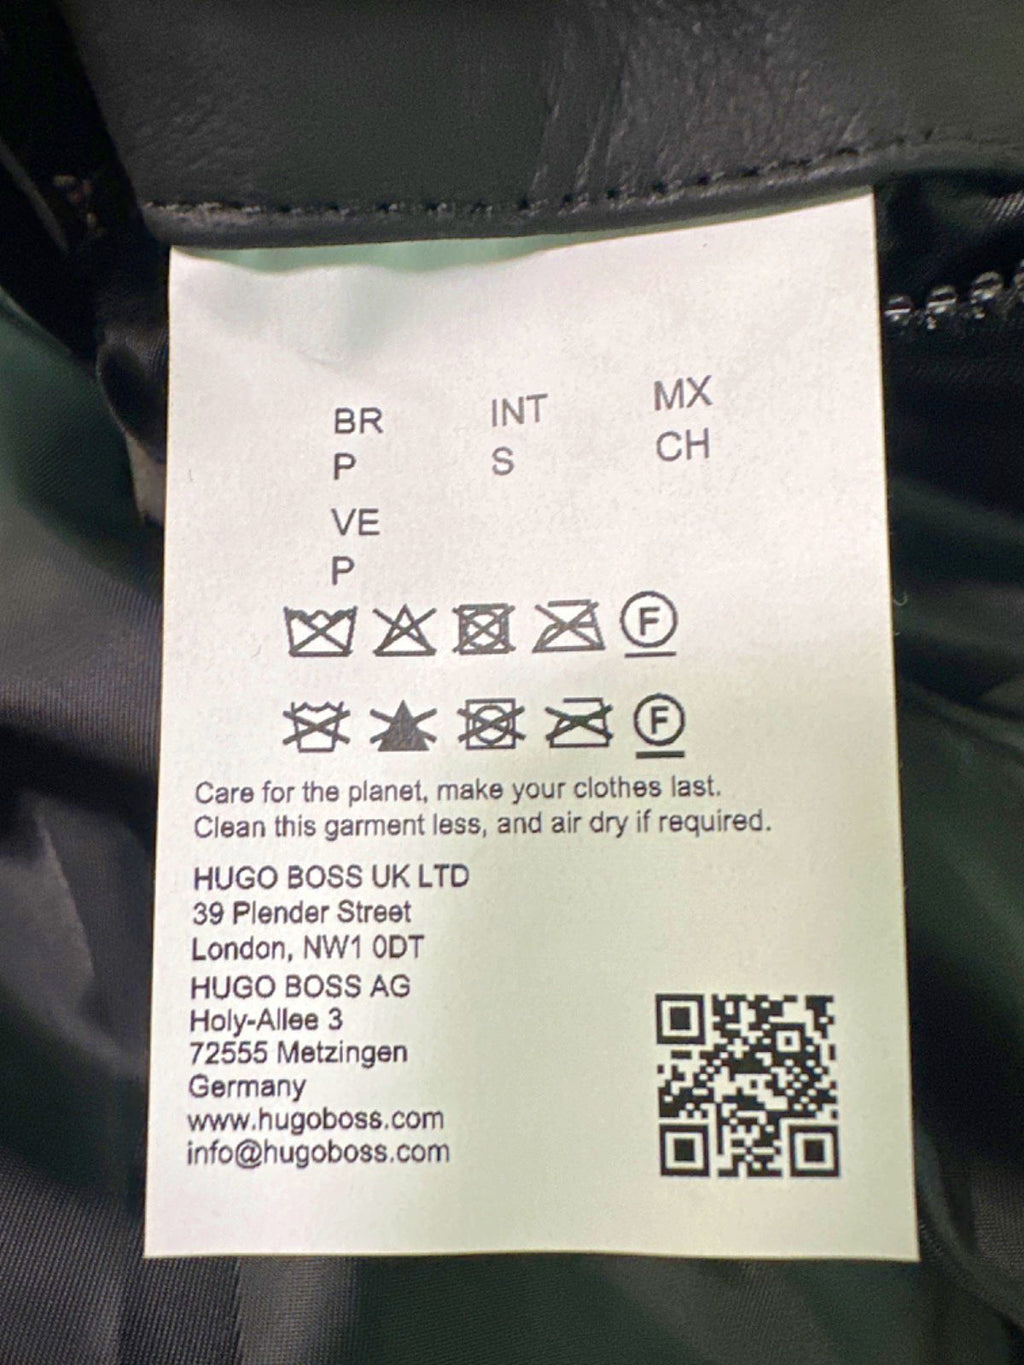 BR INT MX
P S CH
VE
P
F
F
Care for the planet, make your clothes last.
Clean this garment less, and air dry if required.
HUGO BOSS UK LTD
39 Plender Street
London, NW1 0DT
HUGO BOSS AG
Holy-Allee 3
72555 Metzingen
Germany
www.hugoboss.com
info@hugoboss.com